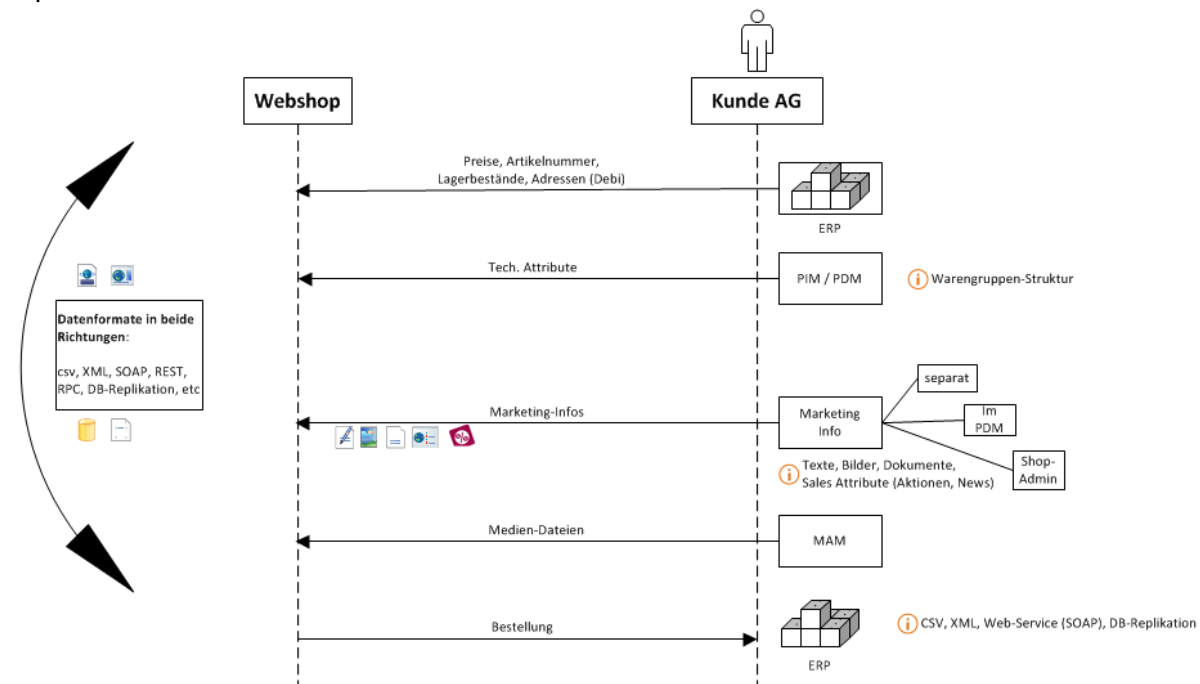 Webshop
Kunde AG
Preise, Artikelnummer,
Lagerbestände, Adressen (Debi)
ERP
Tech. Attribute
PIM / PDM
Warengruppen-Struktur
Datenformate in beide
Richtungen:
csv, XML, SOAP, REST,
RPC, DB-Replikation, etc
Marketing-Infos
Marketing
Info
separat
Im
PDM
Shop-
Admin
Texte, Bilder, Dokumente,
Sales Attribute (Aktionen, News)
Medien-Dateien
MAM
Bestellung
ERP
CSV, XML, Web-Service (SOAP), DB-Replikation